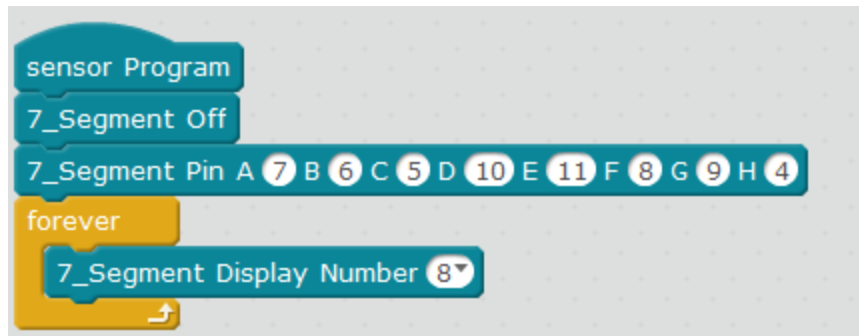 sensor Program
7_Segment Off
7_Segment Pin A 7 B 6 C 5 D 10 E 11 F 8 G 9 H 4
forever
7_Segment Display Number 8